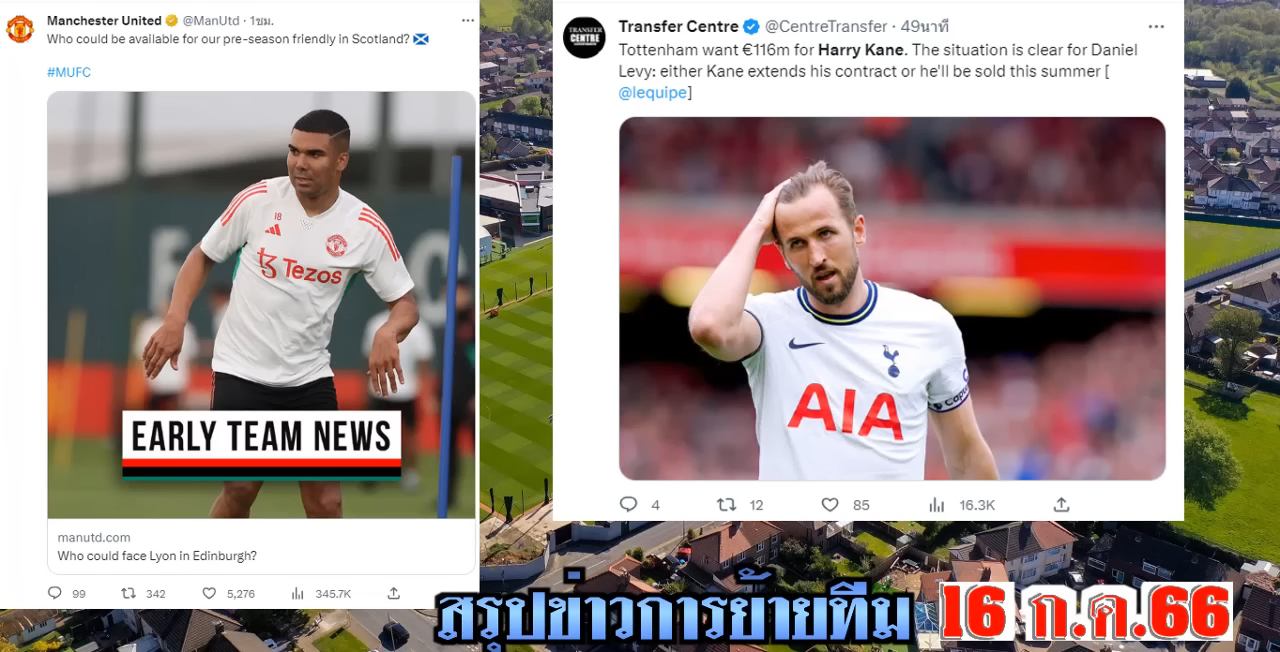 Manchester United @ManUtd · 1ชม.
Who could be available for our pre-season friendly in Scotland?
#MUFC
18
Tezos
EARLY TEAM NEWS
manutd.com
Who could face Lyon in Edinburgh?
99 342 5,276 345.7K
TRANSFER CENTRE
Transfer Centre @CentreTransfer · 49นาที
Tottenham want €116m for Harry Kane. The situation is clear for Daniel
Levy: either Kane extends his contract or he'll be sold this summer [
@lequipe]
AIA
4 12 85 16.3K
สรุปข่าวการย้ายทีม 16 ก.ค.66